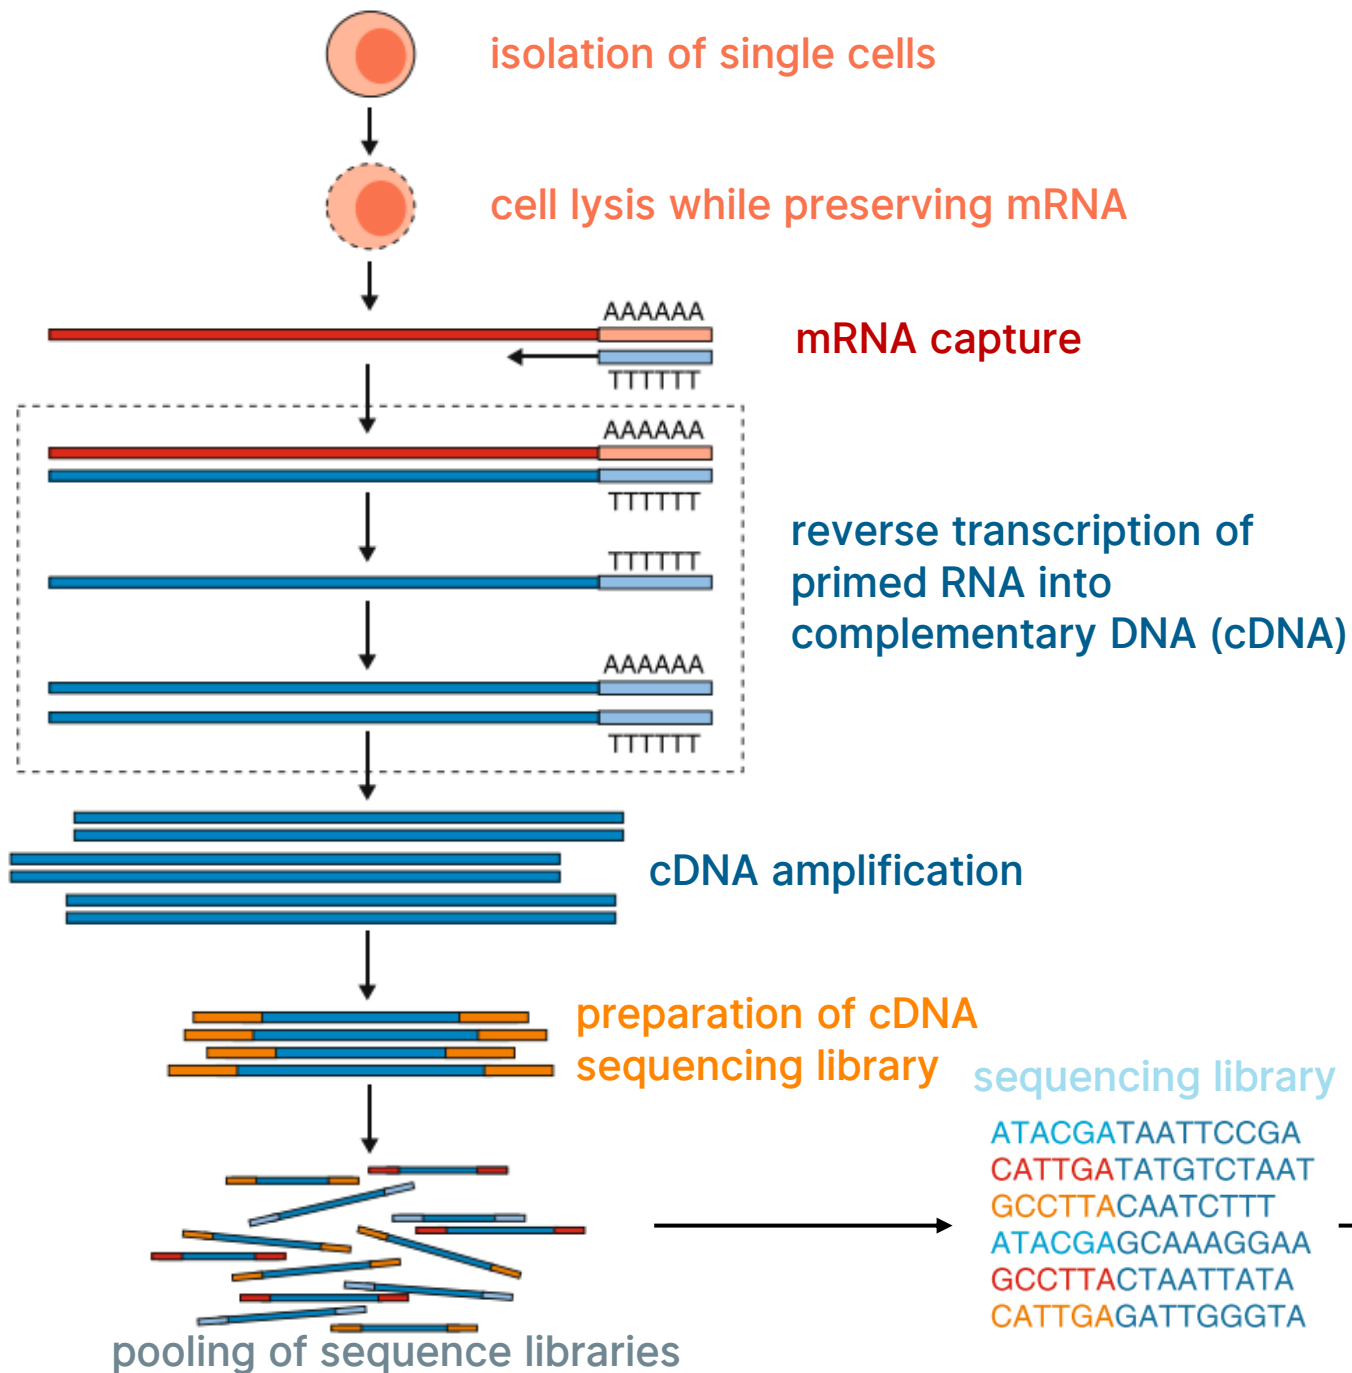 isolation of single cells
cell lysis while preserving mRNA
AAAAAA
mRNA capture
TTTTTT
AAAAAA
TTTTTT
reverse transcription of
primed RNA into
complementary DNA (cDNA)
TTTTTT
AAAAAA
TTTTTT
cDNA amplification
preparation of cDNA
sequencing library
sequencing library
ATACGATAATTCCGA
CATTGATATGTCTAAT
GCCTTACAATCTTT
ATACGAGCAAAGGAA
GCCTTACTAATTATA
CATTGAGATTGGGTA
pooling of sequence libraries